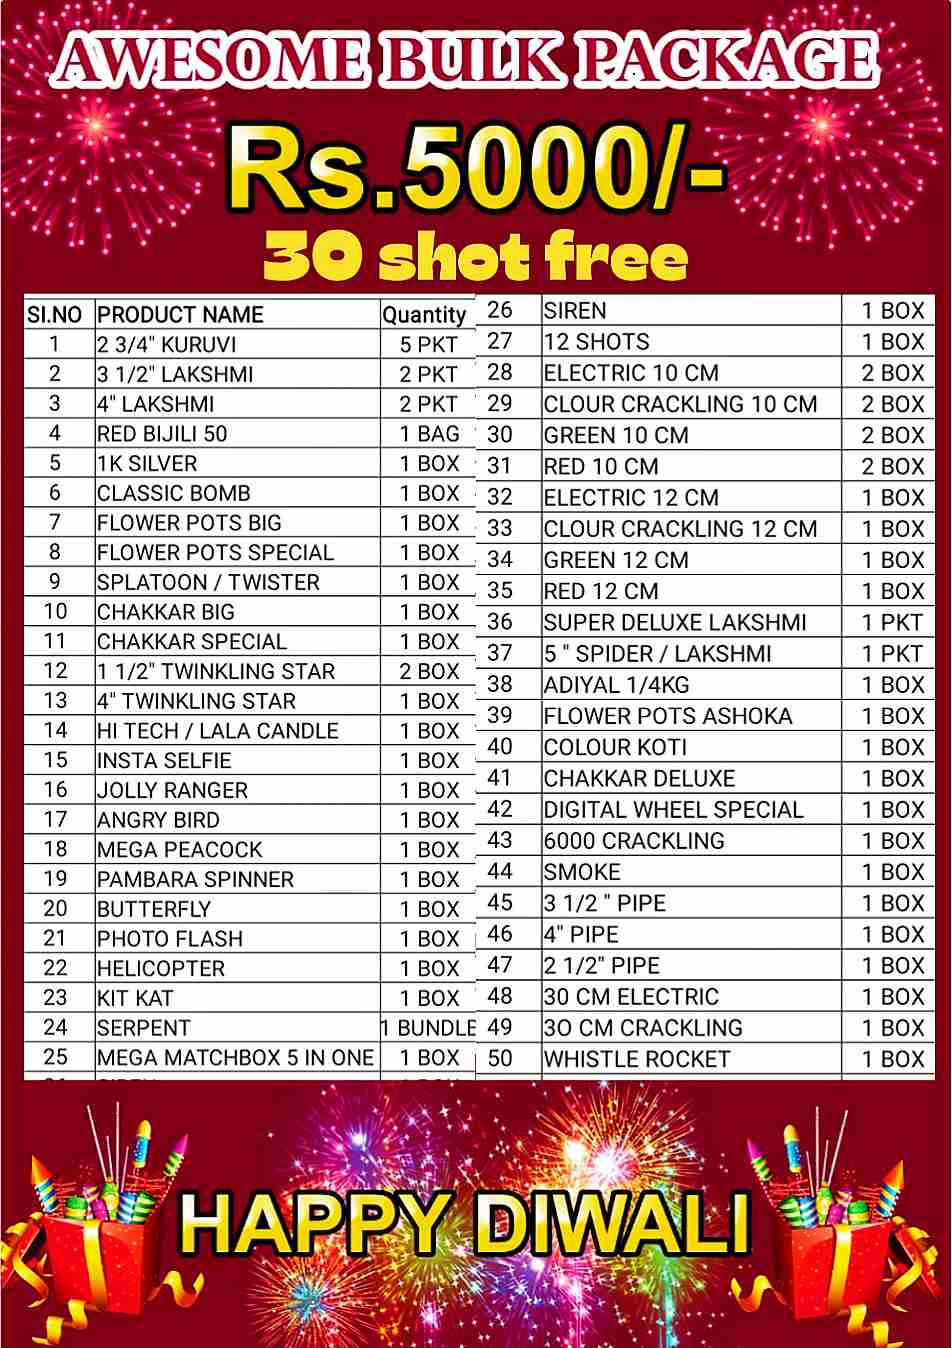 AWESOME BULK PACKAGE
Rs.5000/-
30 shot free
SI.NO PRODUCT NAME Quantity
1 2 3/4" KURUVI 5 PKT
2 3 1/2" LAKSHMI 2 PKT
3 4" LAKSHMI 2 PKT
4 RED BIJILI 50 1 BAG
5 1K SILVER 1 BOX
6 CLASSIC BOMB 1 BOX
7 FLOWER POTS BIG 1 BOX
8 FLOWER POTS SPECIAL 1 BOX
9 SPLATOON / TWISTER 1 BOX
10 CHAKKAR BIG 1 BOX
11 CHAKKAR SPECIAL 1 BOX
12 1 1/2" TWINKLING STAR 2 BOX
13 4" TWINKLING STAR 1 BOX
14 HI TECH / LALA CANDLE 1 BOX
15 INSTA SELFIE 1 BOX
16 JOLLY RANGER 1 BOX
17 ANGRY BIRD 1 BOX
18 MEGA PEACOCK 1 BOX
19 PAMBARA SPINNER 1 BOX
20 BUTTERFLY 1 BOX
21 PHOTO FLASH 1 BOX
22 HELICOPTER 1 BOX
23 KIT KAT 1 BOX
24 SERPENT 1 BUNDLE
25 MEGA MATCHBOX 5 IN ONE 1 BOX
26 SIREN 1 BOX
27 12 SHOTS 1 BOX
28 ELECTRIC 10 CM 2 BOX
29 CLOUR CRACKLING 10 CM 2 BOX
30 GREEN 10 CM 2 BOX
31 RED 10 CM 2 BOX
32 ELECTRIC 12 CM 1 BOX
33 CLOUR CRACKLING 12 CM 1 BOX
34 GREEN 12 CM 1 BOX
35 RED 12 CM 1 BOX
36 SUPER DELUXE LAKSHMI 1 PKT
37 5 " SPIDER / LAKSHMI 1 PKT
38 ADIYAL 1/4KG 1 BOX
39 FLOWER POTS ASHOKA 1 BOX
40 COLOUR KOTI 1 BOX
41 CHAKKAR DELUXE 1 BOX
42 DIGITAL WHEEL SPECIAL 1 BOX
43 6000 CRACKLING 1 BOX
44 SMOKE 1 BOX
45 3 1/2 " PIPE 1 BOX
46 4" PIPE 1 BOX
47 2 1/2" PIPE 1 BOX
48 30 CM ELECTRIC 1 BOX
49 3O CM CRACKLING 1 BOX
50 WHISTLE ROCKET 1 BOX
HAPPY DIWALI